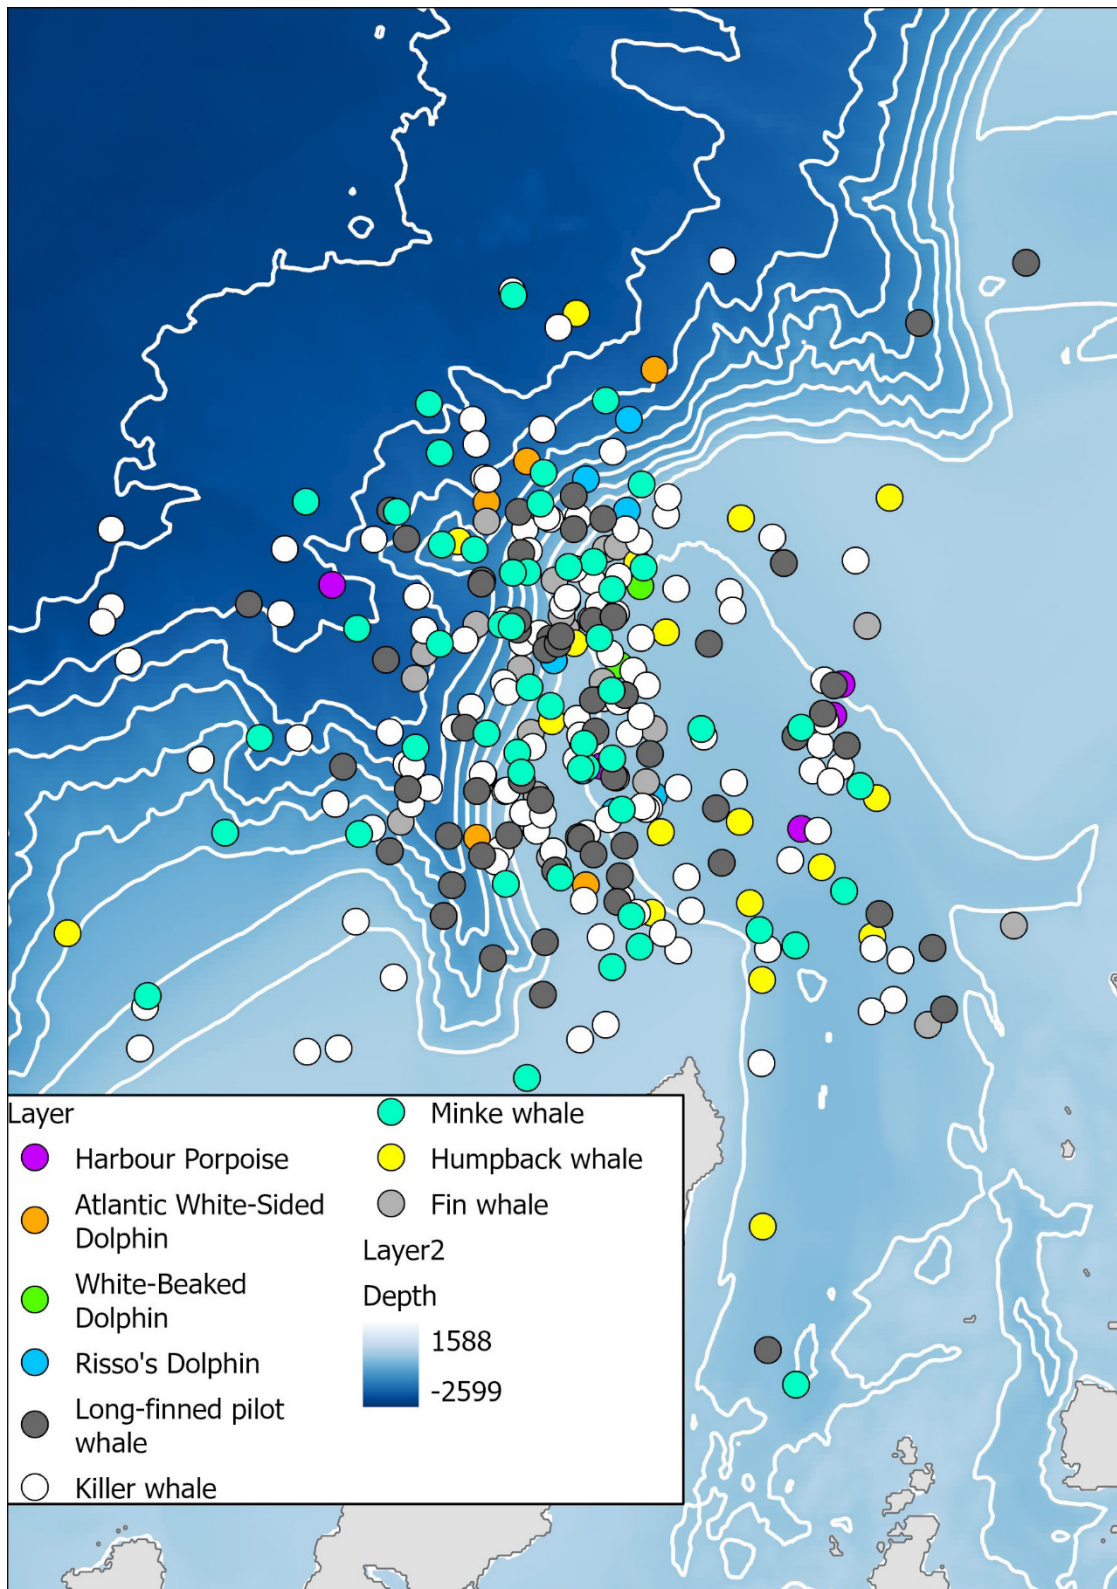 Layer
Harbour Porpoise
Atlantic White-Sided
Dolphin
White-Beaked
Dolphin
Risso's Dolphin
Long-finned pilot
whale
Killer whale
Minke whale
Humpback whale
Fin whale
Layer2
Depth
1588
-2599